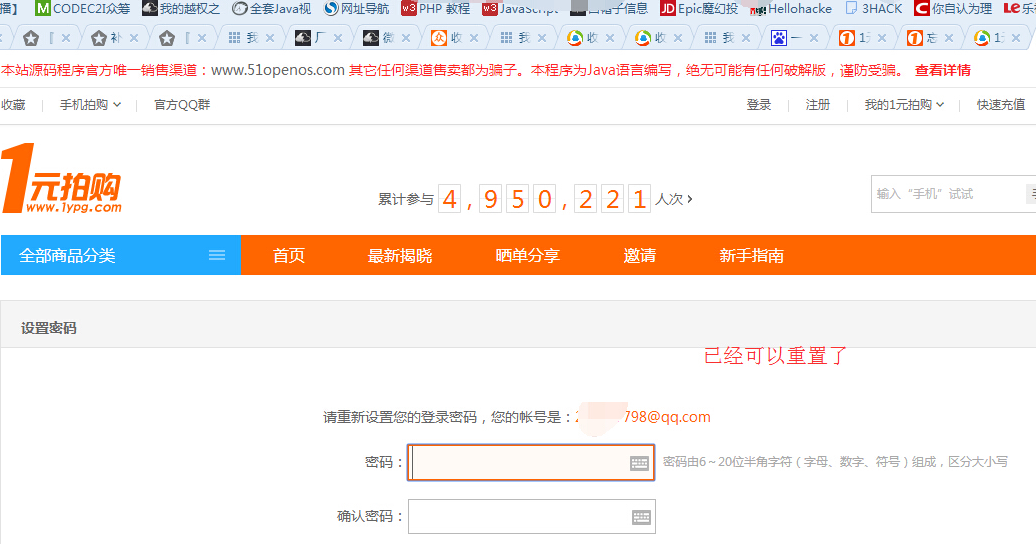 播】 CODEC2I众筹 我的越权之 全套Java视 网址导航 PHP 教程 JavaScript 白帽子信息 Epic魔幻投 Hellohacke 3HACK 你自认为理 LE乐
补 我 厂 微 收 我 收 收 我 一 1 忘 1
本站源码程序官方唯一销售渠道：www.51openos.com 其它任何渠道售卖都为骗子。本程序为Java语言编写，绝无可能有任何破解版，谨防受骗。 查看详情
收藏 手机拍购 官方QQ群 登录 注册 我的1元拍购 快速充值
1元拍购
www.1ypg.com
累计参与 4,950,221 人次
输入“手机”试试
全部商品分类 首页 最新揭晓 晒单分享 邀请 新手指南
设置密码
已经可以重置了
请重新设置您的登录密码，您的帐号是：2 798@qq.com
密码： 密码由6～20位半角字符（字母、数字、符号）组成，区分大小写
确认密码：